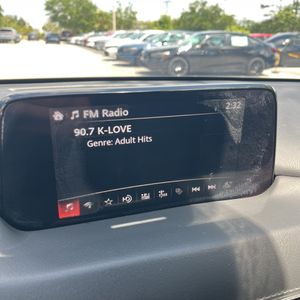 FM Radio
2:32
90.7 K-LOVE
Genre: Adult Hits